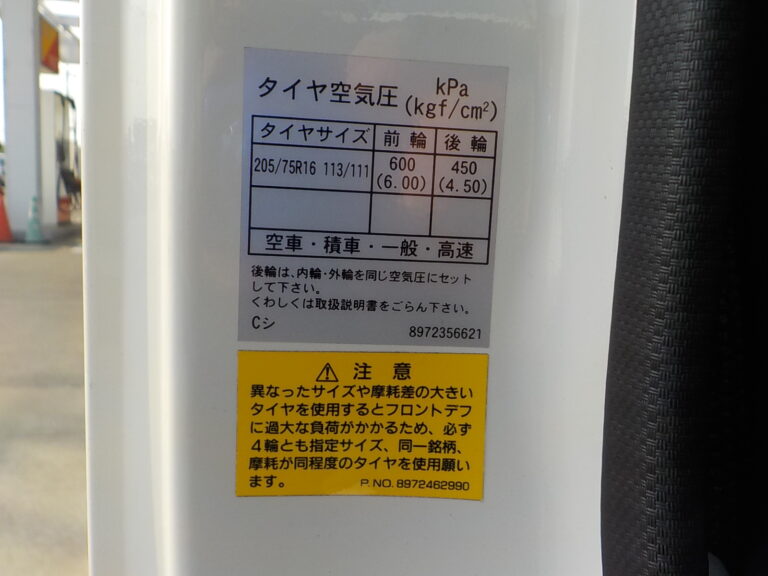 タイヤ空気圧 kPa
(kgf/cm²)
タイヤサイズ 前輪 後輪
205/75R16 113/111 600 450
(6.00) (4.50)
空車・積車・一般・高速
後輪は、内輪・外輪を同じ空気圧にセット
して下さい。
くわしくは取扱説明書をごらん下さい。
Cシ 8972356621
⚠ 注意
異なったサイズや摩耗差の大きい
タイヤを使用するとフロントデフ
に過大な負荷がかかるため、必ず
4輪とも指定サイズ、同一銘柄、
摩耗が同程度のタイヤを使用願い
ます。 P.NO.8972462990